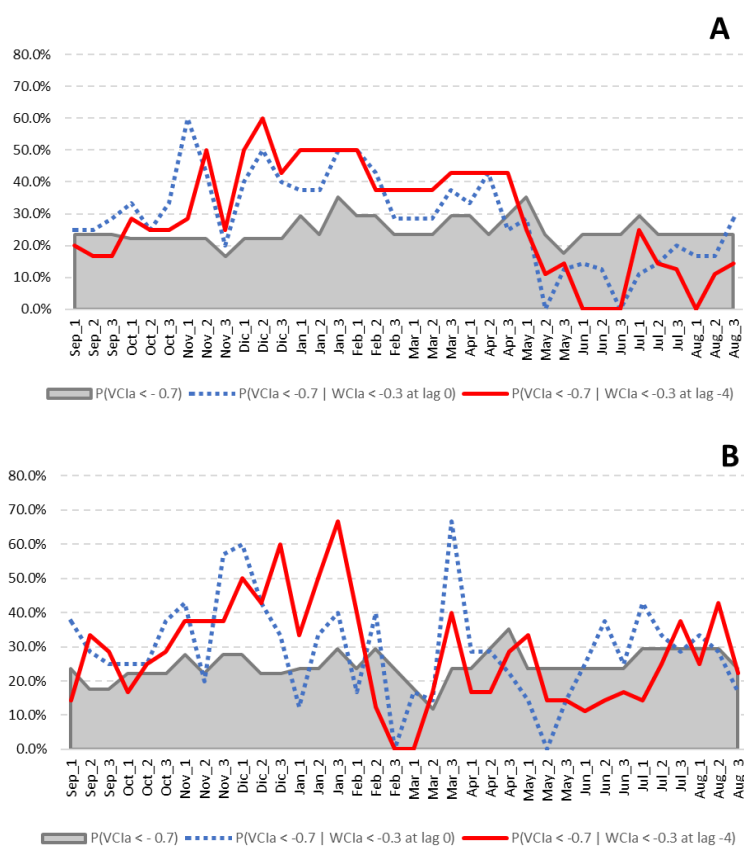 A
80.0%
70.0%
60.0%
50.0%
40.0%
30.0%
20.0%
10.0%
0.0%
Sep_1
Sep_2
Sep_3
Oct_1
Oct_2
Oct_3
Nov_1
Nov_2
Nov_3
Dic_1
Dic_2
Dic_3
Jan_1
Jan_2
Jan_3
Feb_1
Feb_2
Feb_3
Mar_1
Mar_2
Mar_3
Apr_1
Apr_2
Apr_3
May_1
May_2
May_3
Jun_1
Jun_2
Jun_3
Jul_1
Jul_2
Jul_3
Aug_1
Aug_2
Aug_3
P(VCIa < - 0.7) P(VCIa < -0.7 | WCIa < -0.3 at lag 0) P(VCIa < -0.7 | WCIa < -0.3 at lag -4)
B
80.0%
70.0%
60.0%
50.0%
40.0%
30.0%
20.0%
10.0%
0.0%
Sep_1
Sep_2
Sep_3
Oct_1
Oct_2
Oct_3
Nov_1
Nov_2
Nov_3
Dic_1
Dic_2
Dic_3
Jan_1
Jan_2
Jan_3
Feb_1
Feb_2
Feb_3
Mar_1
Mar_2
Mar_3
Apr_1
Apr_2
Apr_3
May_1
May_2
May_3
Jun_1
Jun_2
Jun_3
Jul_1
Jul_2
Jul_3
Aug_1
Aug_2
Aug_3
P(VCIa < - 0.7) P(VCIa < -0.7 | WCIa < -0.3 at lag 0) P(VCIa < -0.7 | WCIa < -0.3 at lag -4)